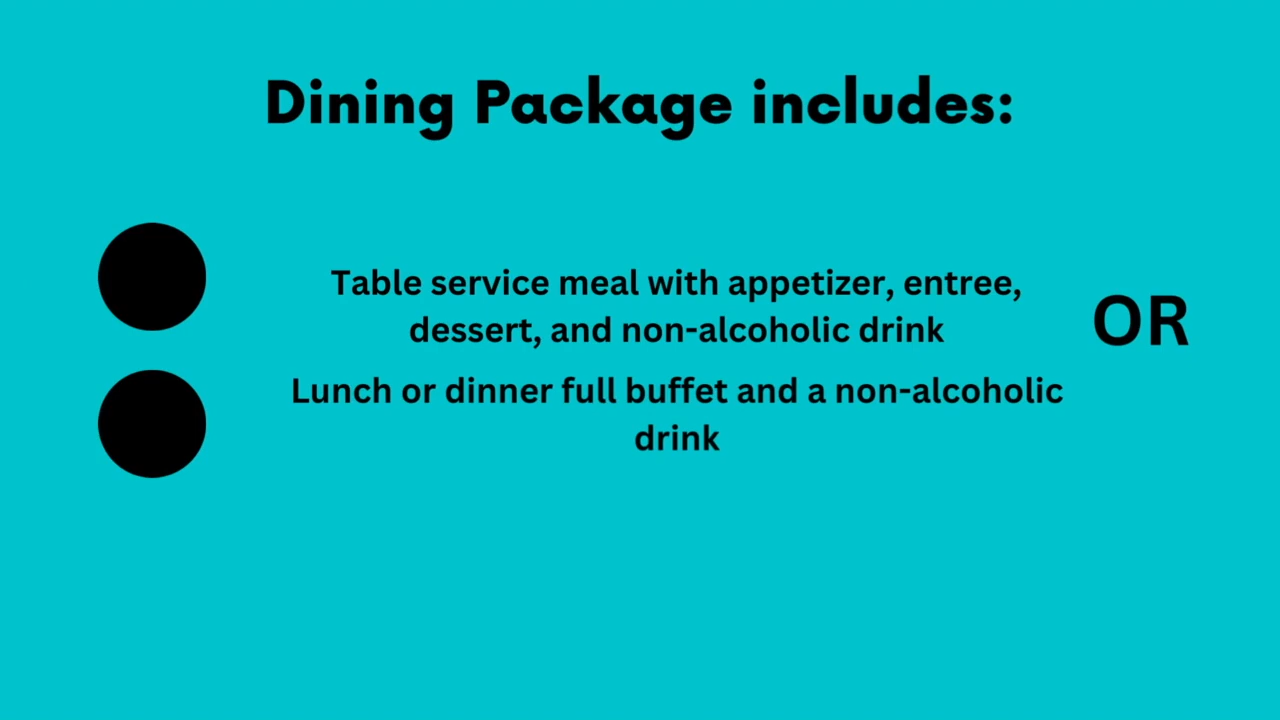 Dining Package includes:
Table service meal with appetizer, entree,
dessert, and non-alcoholic drink
OR
Lunch or dinner full buffet and a non-alcoholic
drink